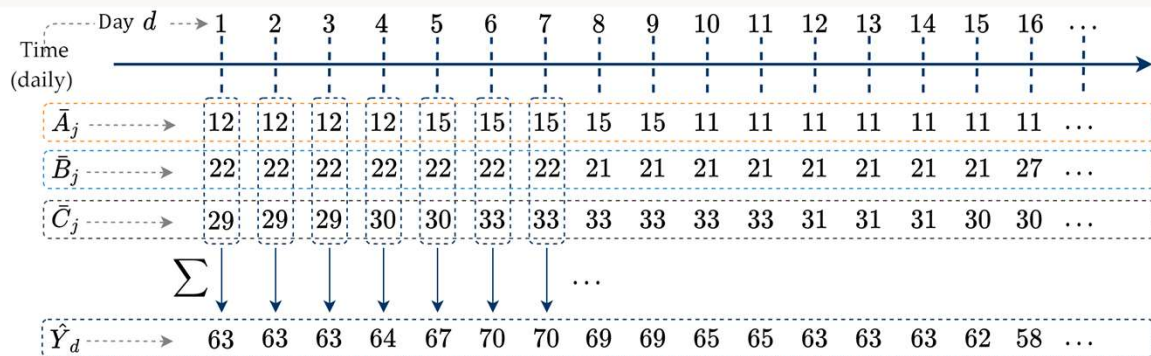 Day d 1 2 3 4 5 6 7 8 9 10 11 12 13 14 15 16 ...
Time
(daily)
Āⱼ 12 12 12 12 15 15 15 15 15 11 11 11 11 11 11 11 ...
B̄ⱼ 22 22 22 22 22 22 22 21 21 21 21 21 21 21 21 27 ...
C̄ⱼ 29 29 29 30 30 33 33 33 33 33 33 31 31 31 30 30 ...
∑ ...
Ŷ_d 63 63 63 64 67 70 70 69 69 65 65 63 63 63 62 58 ...